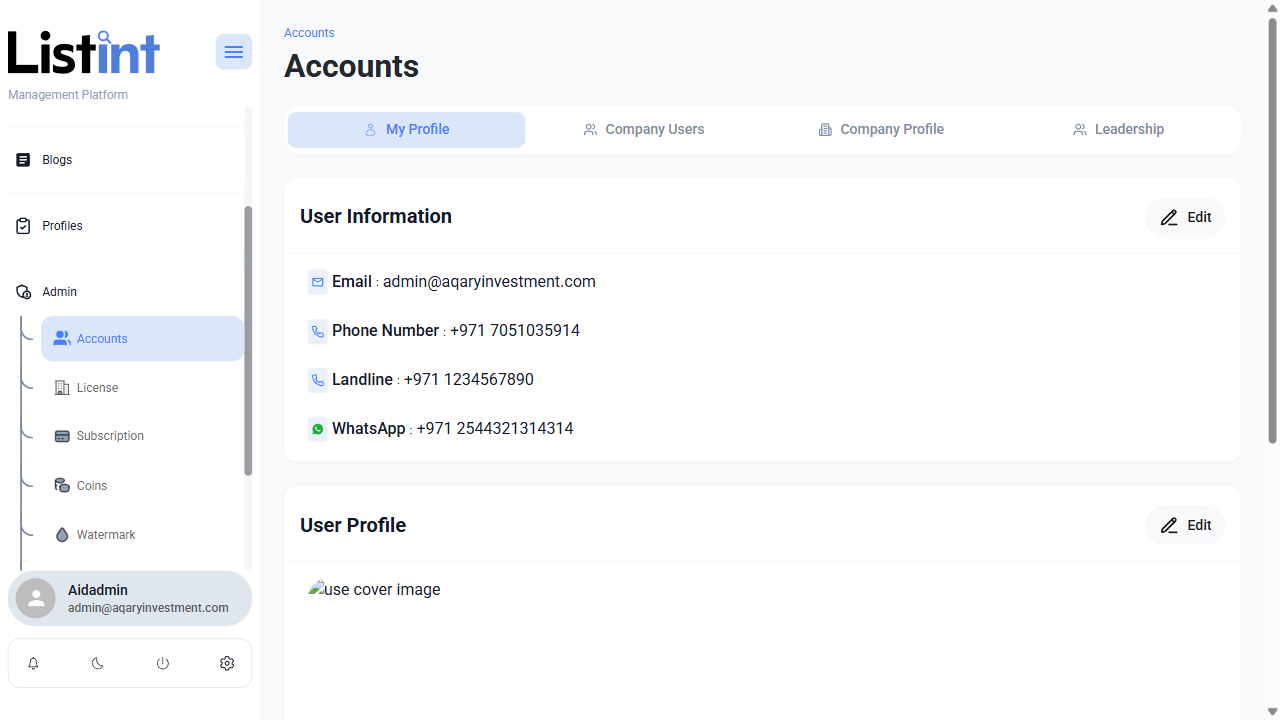 Listint
Management Platform
Blogs
Profiles
Admin
Accounts
License
Subscription
Coins
Watermark
Aidadmin
admin@aqaryinvestment.com
Accounts
Accounts
My Profile
Company Users
Company Profile
Leadership
User Information
Edit
Email : admin@aqaryinvestment.com
Phone Number : +971 7051035914
Landline : +971 1234567890
WhatsApp : +971 2544321314314
User Profile
Edit
use cover image